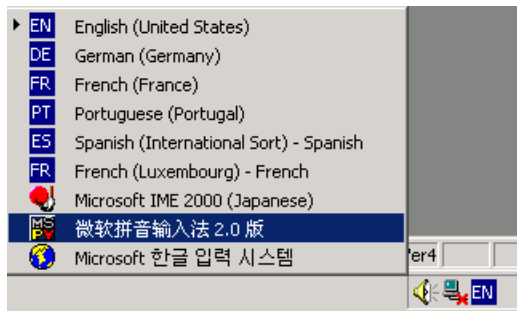 EN English (United States)
DE German (Germany)
FR French (France)
PT Portuguese (Portugal)
ES Spanish (International Sort) - Spanish
FR French (Luxembourg) - French
Microsoft IME 2000 (Japanese)
MSPY 微软拼音输入法 2.0 版
Microsoft 한글 입력 시스템
'er4
EN